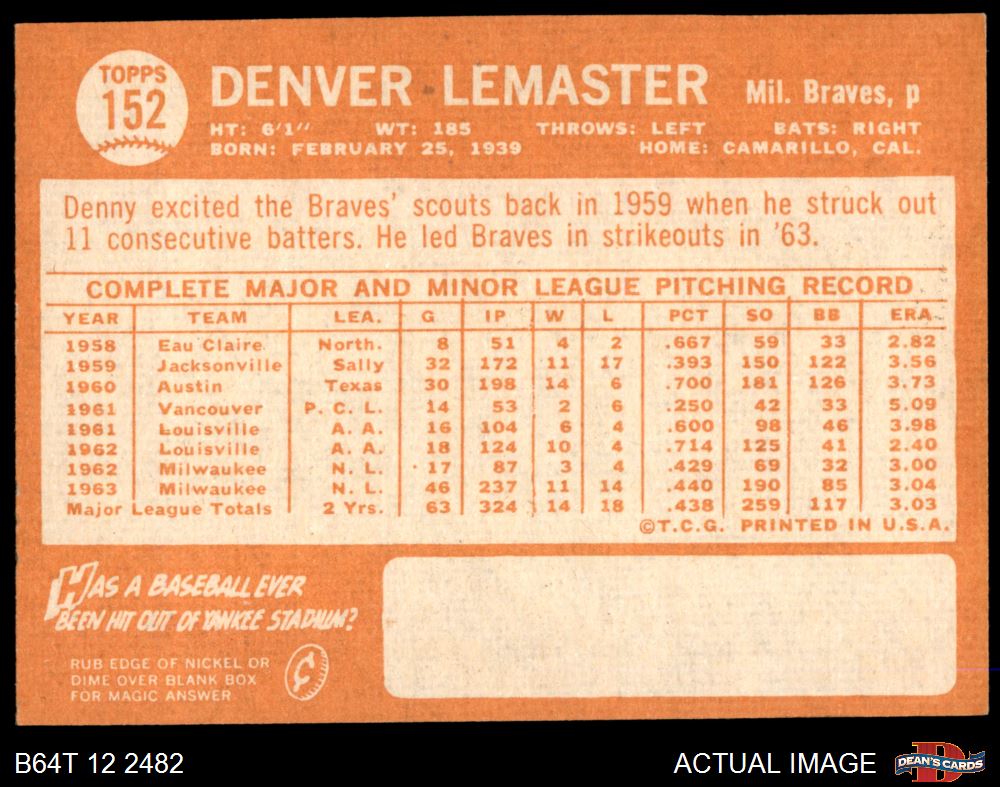 TOPPS
152
DENVER LEMASTER Mil. Braves, p
HT: 6'1" WT: 185 THROWS: LEFT BATS: RIGHT
BORN: FEBRUARY 25, 1939 HOME: CAMARILLO, CAL.
Denny excited the Braves' scouts back in 1959 when he struck out
11 consecutive batters. He led Braves in strikeouts in '63.
COMPLETE MAJOR AND MINOR LEAGUE PITCHING RECORD
YEAR TEAM LEA. G IP W L PCT SO BB ERA
1958 Eau Claire North. 8 51 4 2 .667 59 33 2.82
1959 Jacksonville Sally 32 172 11 17 .393 150 122 3.56
1960 Austin Texas 30 198 14 6 .700 181 126 3.73
1961 Vancouver P. C. L. 14 53 2 6 .250 42 33 5.09
1961 Louisville A. A. 16 104 6 4 .600 98 46 3.98
1962 Louisville A. A. 18 124 10 4 .714 125 41 2.40
1962 Milwaukee N. L. 17 87 3 4 .429 69 32 3.00
1963 Milwaukee N. L. 46 237 11 14 .440 190 85 3.04
Major League Totals 2 Yrs. 63 324 14 18 .438 259 117 3.03
©T.C.G. PRINTED IN U.S.A.
HAS A BASEBALL EVER
BEEN HIT OUT OF YANKEE STADIUM?
RUB EDGE OF NICKEL OR
DIME OVER BLANK BOX
FOR MAGIC ANSWER
B64T 12 2482 ACTUAL IMAGE DEAN'S CARDS